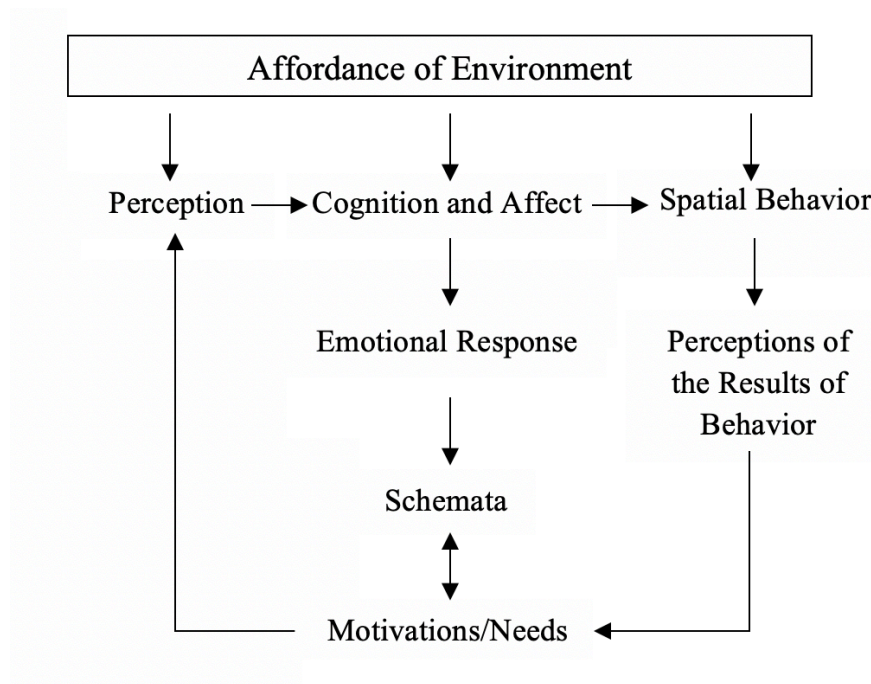 Affordance of Environment
Perception
Cognition and Affect
Spatial Behavior
Emotional Response
Perceptions of
the Results of
Behavior
Schemata
Motivations/Needs